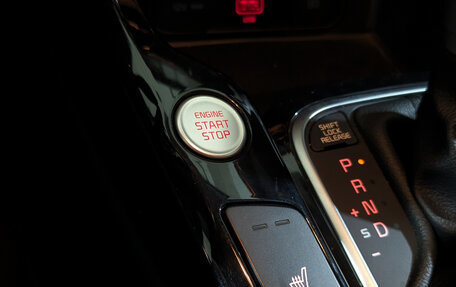 ENGINE
START
STOP
SHIFT
LOCK
RELEASE
P
R
+ N
S D
-